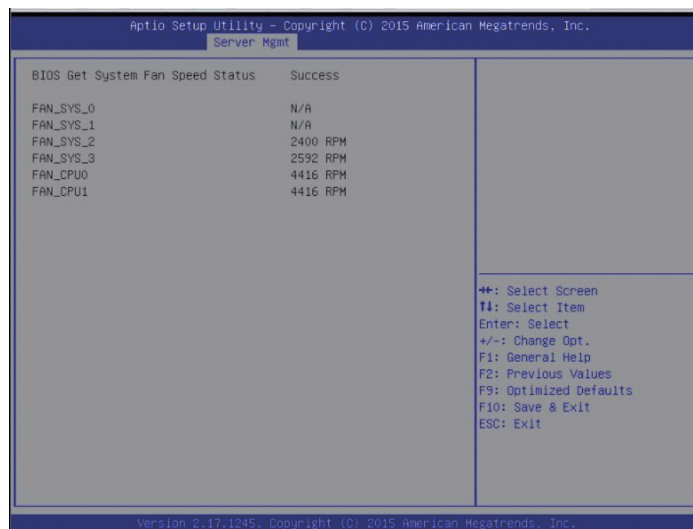 Aptio Setup Utility – Copyright (C) 2015 American Megatrends, Inc.
Server Mgmt
BIOS Get System Fan Speed Status Success
FAN_SYS_0 N/A
FAN_SYS_1 N/A
FAN_SYS_2 2400 RPM
FAN_SYS_3 2592 RPM
FAN_CPU0 4416 RPM
FAN_CPU1 4416 RPM
→←: Select Screen
↑↓: Select Item
Enter: Select
+/-: Change Opt.
F1: General Help
F2: Previous Values
F9: Optimized Defaults
F10: Save & Exit
ESC: Exit
Version 2.17.1245. Copyright (C) 2015 American Megatrends, Inc.